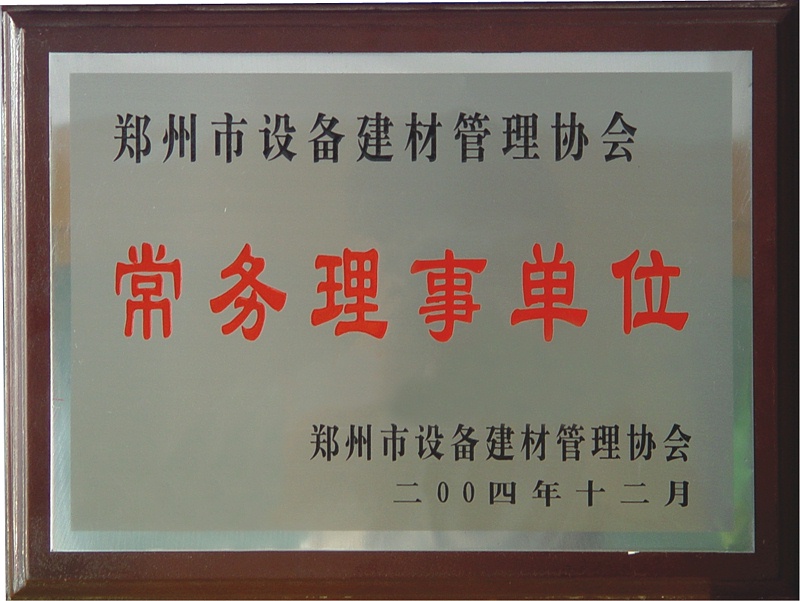 郑州市设备建材管理协会
常务理事单位
郑州市设备建材管理协会
二00四年十二月